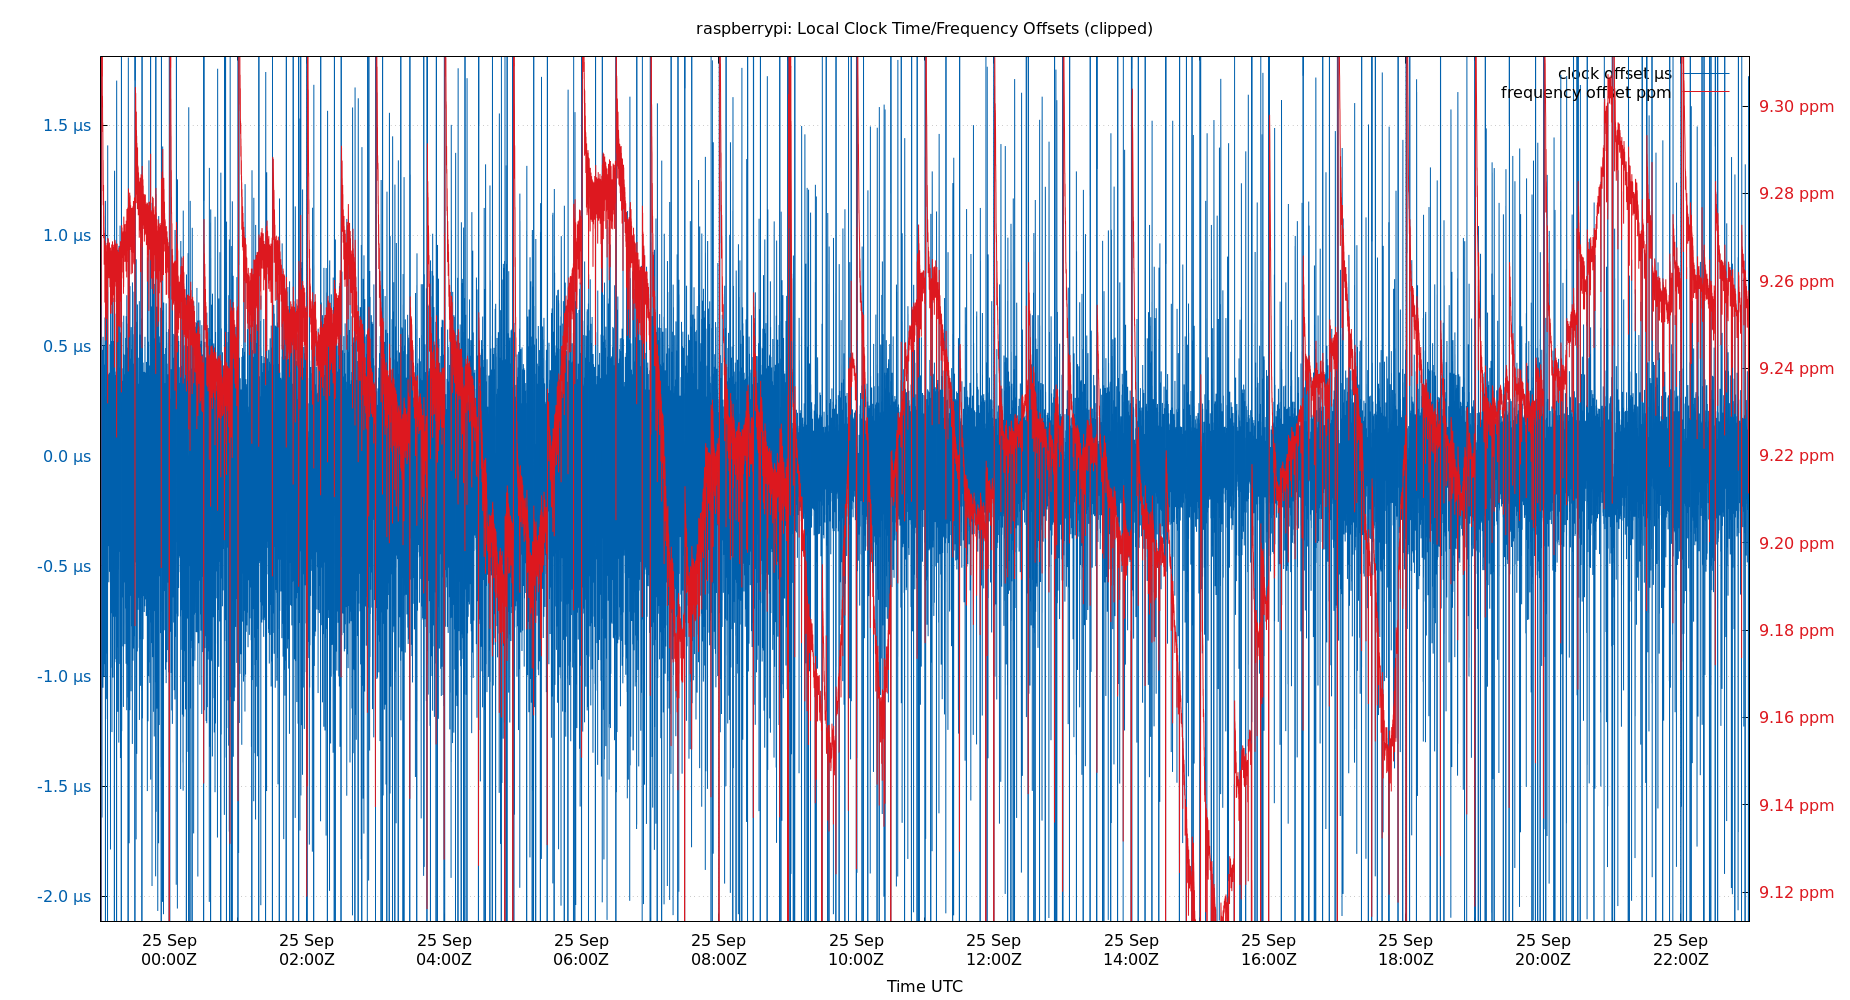 raspberrypi: Local Clock Time/Frequency Offsets (clipped)
clock offset µs
frequency offset ppm
1.5 µs
1.0 µs
0.5 µs
0.0 µs
-0.5 µs
-1.0 µs
-1.5 µs
-2.0 µs
9.30 ppm
9.28 ppm
9.26 ppm
9.24 ppm
9.22 ppm
9.20 ppm
9.18 ppm
9.16 ppm
9.14 ppm
9.12 ppm
25 Sep 25 Sep 25 Sep 25 Sep 25 Sep 25 Sep 25 Sep 25 Sep 25 Sep 25 Sep 25 Sep 25 Sep
00:00Z 02:00Z 04:00Z 06:00Z 08:00Z 10:00Z 12:00Z 14:00Z 16:00Z 18:00Z 20:00Z 22:00Z
Time UTC